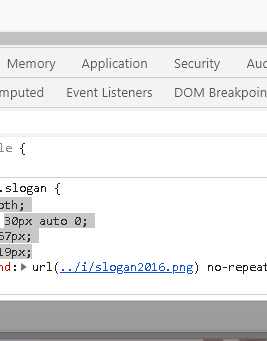 Memory Application Security Au
mputed Event Listeners DOM Breakpoin
le {
.slogan {
oth;
30px auto 0;
57px;
19px;
nd: url(../i/slogan2016.png) no-repeat